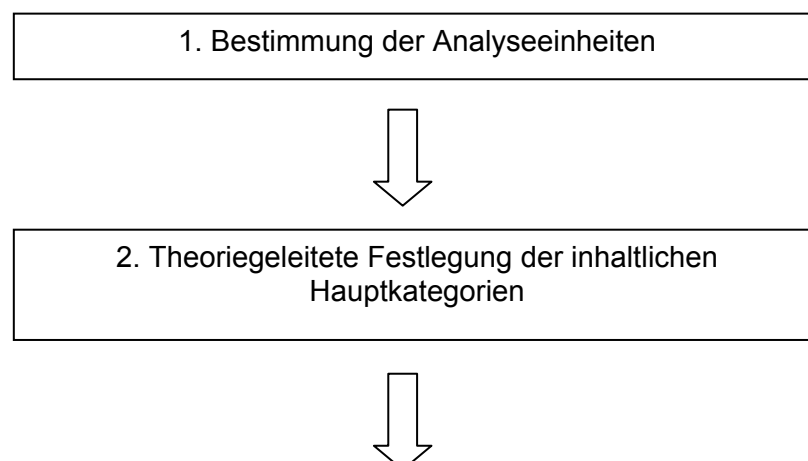 1. Bestimmung der Analyseeinheiten
2. Theoriegeleitete Festlegung der inhaltlichen
Hauptkategorien